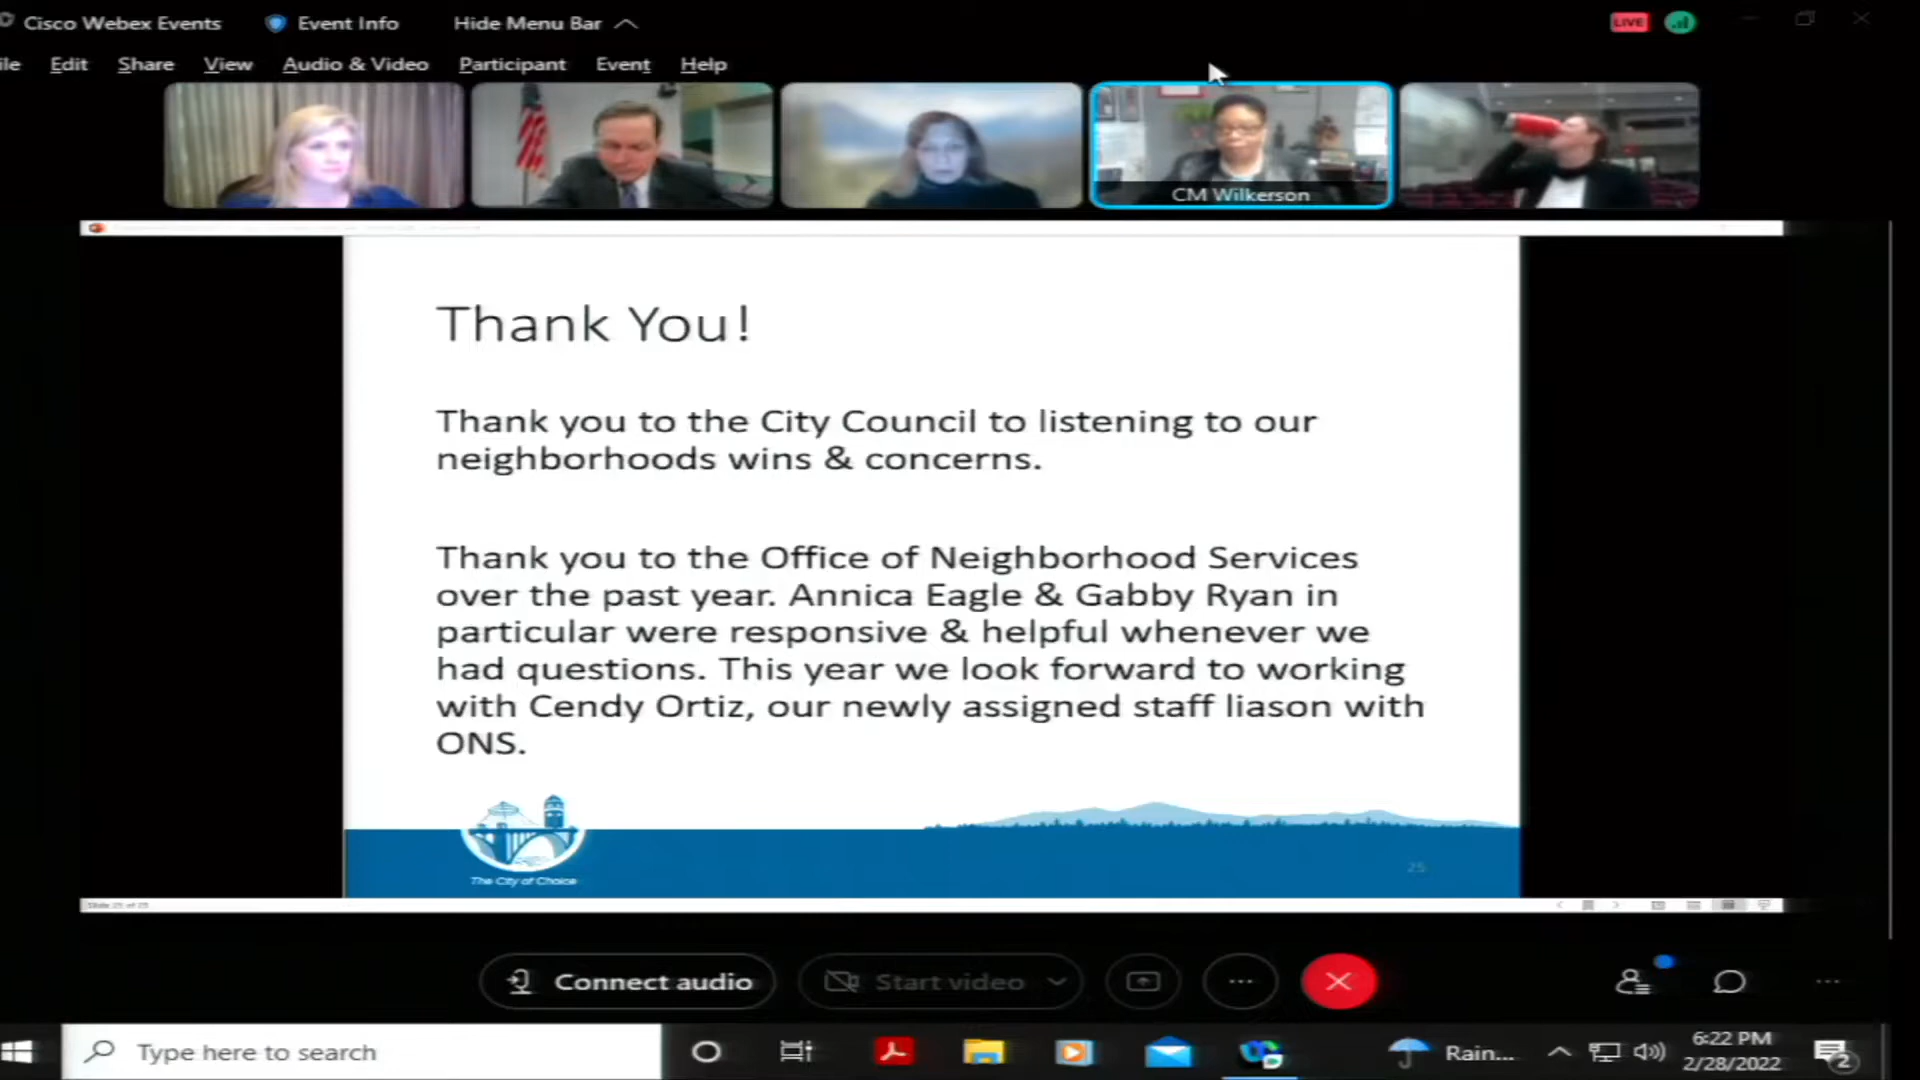 Cisco Webex Events
Event Info
Hide Menu Bar
LIVE
ile Edit Share View Audio & Video Participant Event Help
CM Wilkerson
Thank You!
Thank you to the City Council to listening to our
neighborhoods wins & concerns.
Thank you to the Office of Neighborhood Services
over the past year. Annica Eagle & Gabby Ryan in
particular were responsive & helpful whenever we
had questions. This year we look forward to working
with Cendy Ortiz, our newly assigned staff liason with
ONS.
The City of Choice
25
Connect audio
Start video
Type here to search
Rain...
6:22 PM
2/28/2022
2